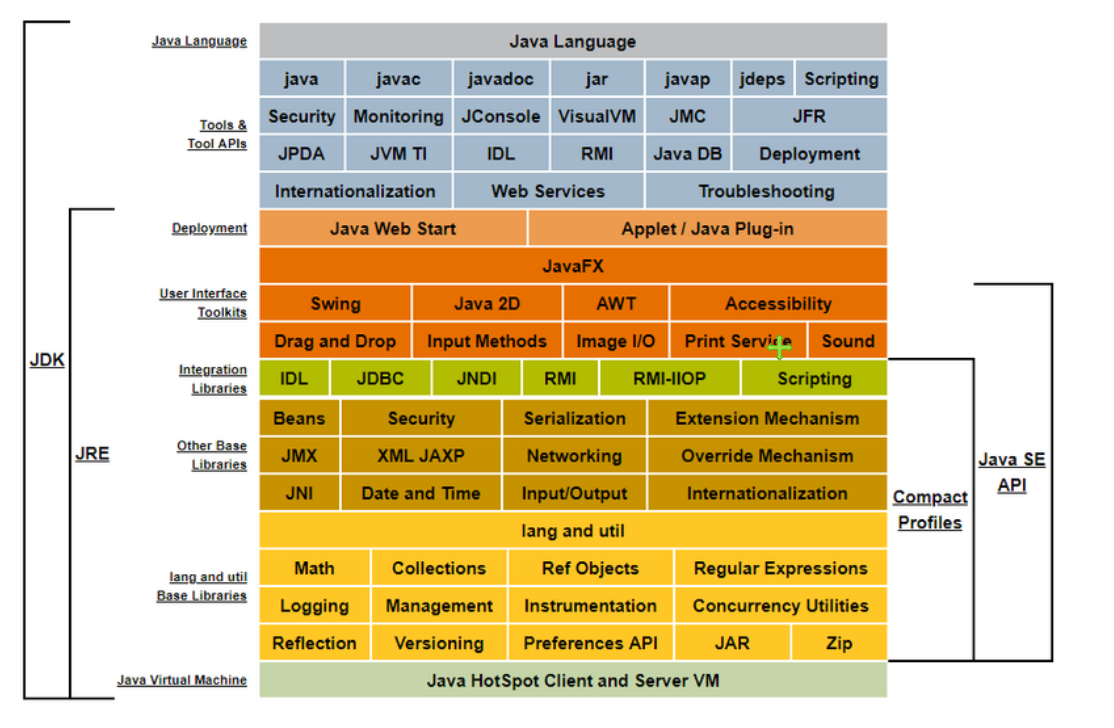 Java Language Java Language
java javac javadoc jar javap jdeps Scripting
Security Monitoring JConsole VisualVM JMC JFR
Tools &
Tool APIs
JPDA JVM TI IDL RMI Java DB Deployment
Internationalization Web Services Troubleshooting
Deployment Java Web Start Applet / Java Plug-in
JavaFX
User Interface
Toolkits
Swing Java 2D AWT Accessibility
Drag and Drop Input Methods Image I/O Print Service Sound
JDK
Integration
Libraries
IDL JDBC JNDI RMI RMI-IIOP Scripting
Beans Security Serialization Extension Mechanism
JRE
Other Base
Libraries
JMX XML JAXP Networking Override Mechanism
Java SE
API
JNI Date and Time Input/Output Internationalization
Compact
Profiles
lang and util
Math Collections Ref Objects Regular Expressions
lang and util
Base Libraries
Logging Management Instrumentation Concurrency Utilities
Reflection Versioning Preferences API JAR Zip
Java Virtual Machine Java HotSpot Client and Server VM